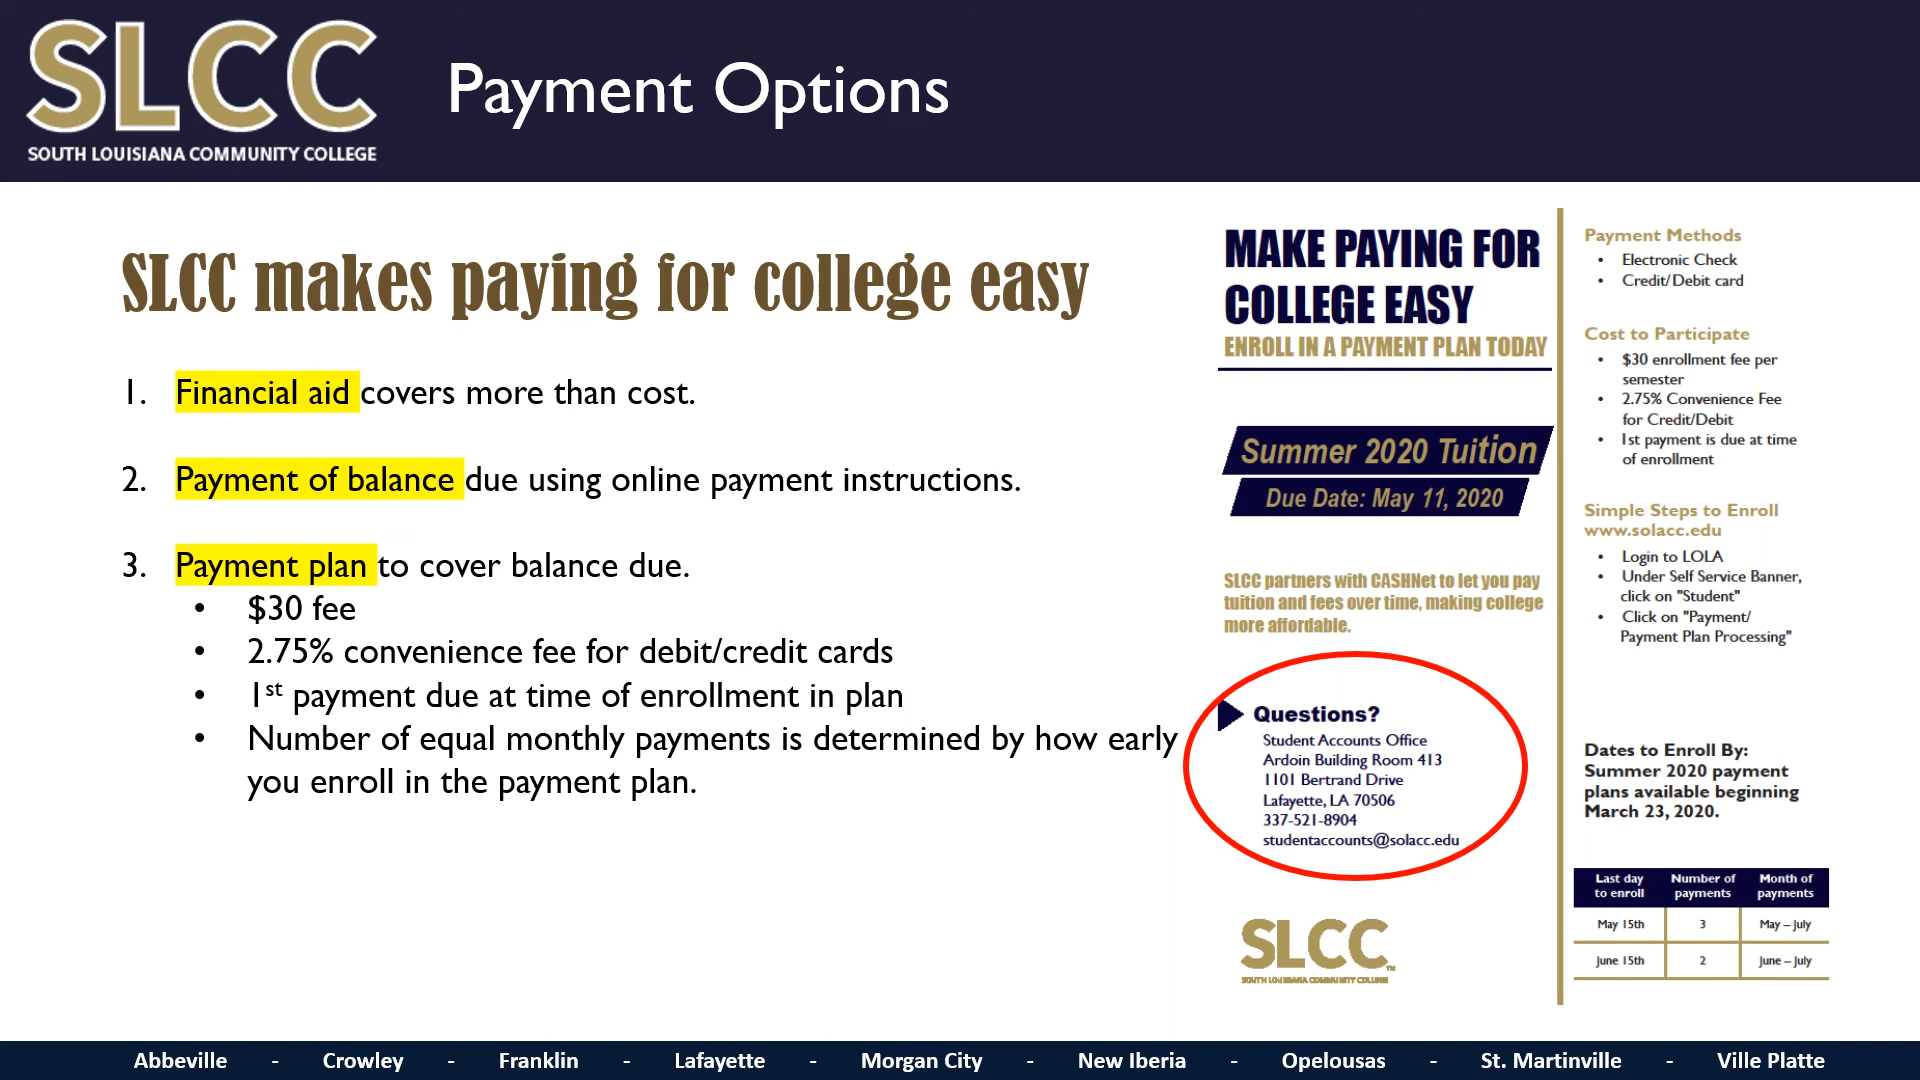 SLCC
SOUTH LOUISIANA COMMUNITY COLLEGE
Payment Options
SLCC makes paying for college easy
1. Financial aid covers more than cost.
2. Payment of balance due using online payment instructions.
3. Payment plan to cover balance due.
• $30 fee
• 2.75% convenience fee for debit/credit cards
• 1st payment due at time of enrollment in plan
• Number of equal monthly payments is determined by how early
you enroll in the payment plan.
MAKE PAYING FOR
COLLEGE EASY
ENROLL IN A PAYMENT PLAN TODAY
Summer 2020 Tuition
Due Date: May 11, 2020
SLCC partners with CASHNet to let you pay
tuition and fees over time, making college
more affordable.
Questions?
Student Accounts Office
Ardoin Building Room 413
1101 Bertrand Drive
Lafayette, LA 70506
337-521-8904
studentaccounts@solacc.edu
SLCC™
SOUTH LOUISIANA COMMUNITY COLLEGE
Payment Methods
• Electronic Check
• Credit/Debit card
Cost to Participate
• $30 enrollment fee per
semester
• 2.75% Convenience Fee
for Credit/Debit
• 1st payment is due at time
of enrollment
Simple Steps to Enroll
www.solacc.edu
• Login to LOLA
• Under Self Service Banner,
click on "Student"
• Click on "Payment/
Payment Plan Processing"
Dates to Enroll By:
Summer 2020 payment
plans available beginning
March 23, 2020.
Last day to enroll Number of payments Month of payments
May 15th 3 May – July
June 15th 2 June – July
Abbeville - Crowley - Franklin - Lafayette - Morgan City - New Iberia - Opelousas - St. Martinville - Ville Platte